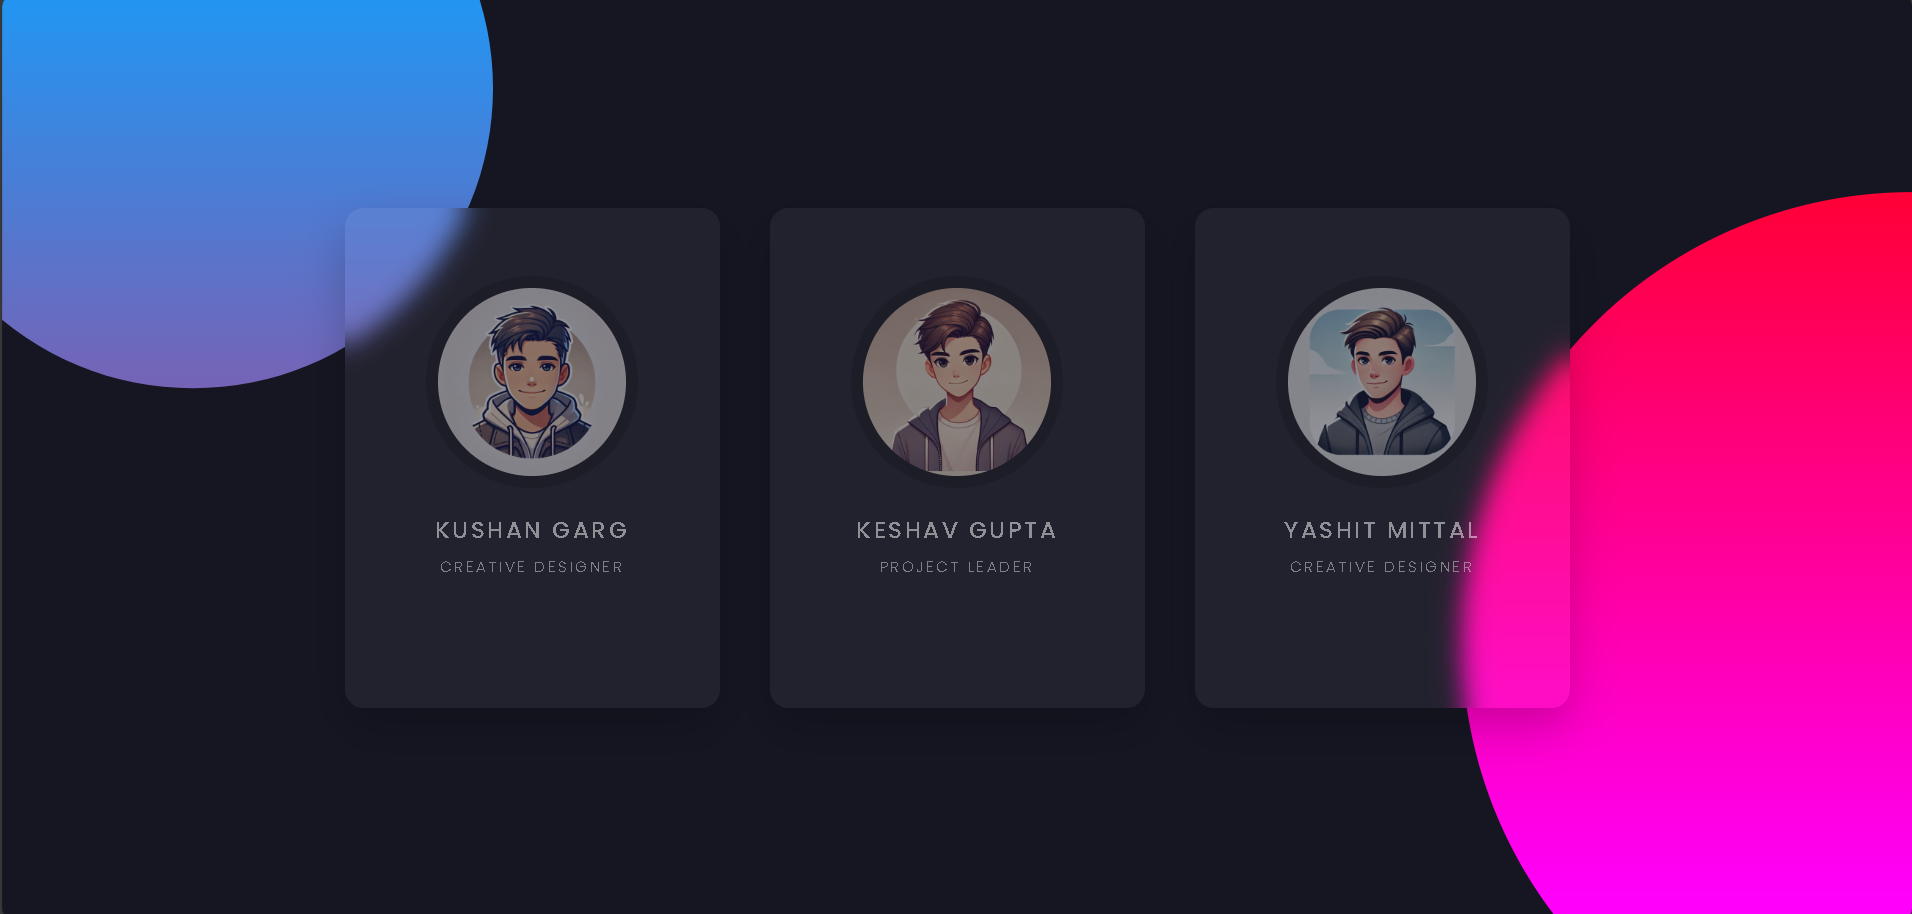 KUSHAN GARG
CREATIVE DESIGNER
KESHAV GUPTA
PROJECT LEADER
YASHIT MITTAL
CREATIVE DESIGNER